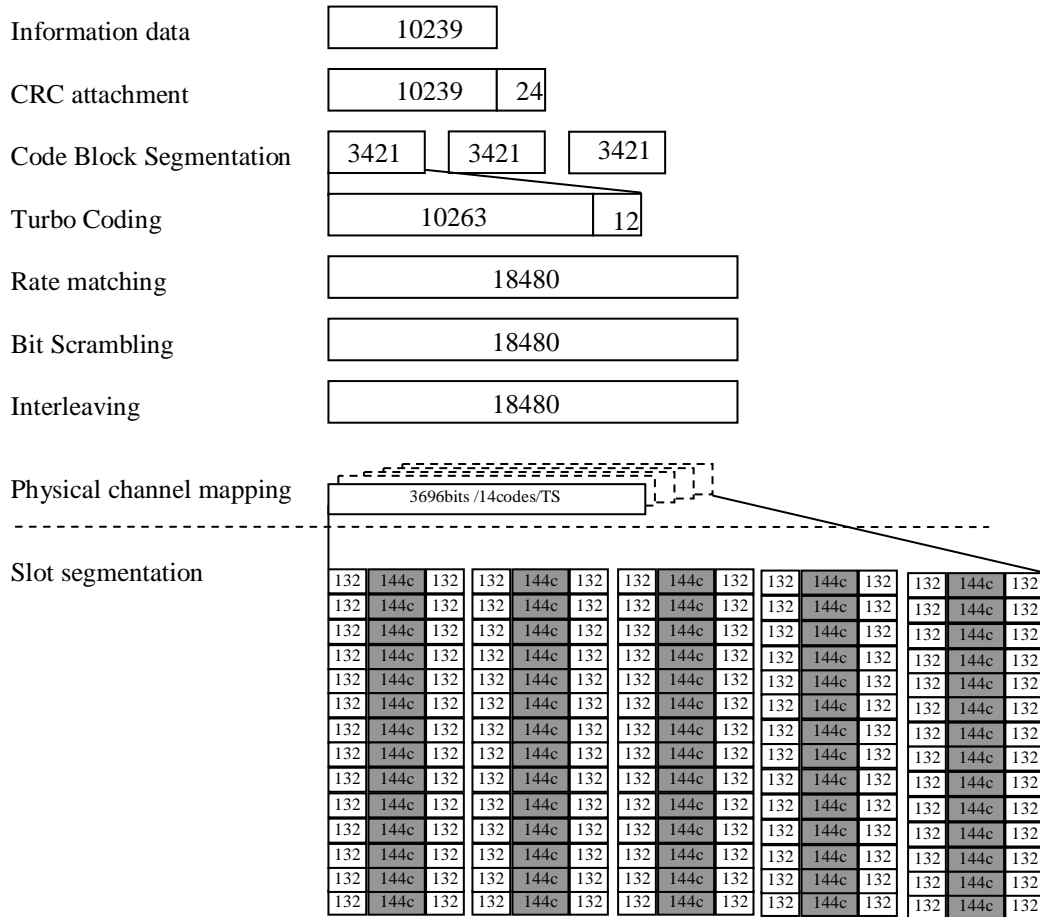 Information data 10239
CRC attachment 10239 24
Code Block Segmentation 3421 3421 3421
Turbo Coding 10263 12
Rate matching 18480
Bit Scrambling 18480
Interleaving 18480
Physical channel mapping 3696bits /14codes/TS
Slot segmentation
132 144c 132 132 144c 132 132 144c 132 132 144c 132 132 144c 132
132 144c 132 132 144c 132 132 144c 132 132 144c 132 132 144c 132
132 144c 132 132 144c 132 132 144c 132 132 144c 132 132 144c 132
132 144c 132 132 144c 132 132 144c 132 132 144c 132 132 144c 132
132 144c 132 132 144c 132 132 144c 132 132 144c 132 132 144c 132
132 144c 132 132 144c 132 132 144c 132 132 144c 132 132 144c 132
132 144c 132 132 144c 132 132 144c 132 132 144c 132 132 144c 132
132 144c 132 132 144c 132 132 144c 132 132 144c 132 132 144c 132
132 144c 132 132 144c 132 132 144c 132 132 144c 132 132 144c 132
132 144c 132 132 144c 132 132 144c 132 132 144c 132 132 144c 132
132 144c 132 132 144c 132 132 144c 132 132 144c 132 132 144c 132
132 144c 132 132 144c 132 132 144c 132 132 144c 132 132 144c 132
132 144c 132 132 144c 132 132 144c 132 132 144c 132 132 144c 132
132 144c 132 132 144c 132 132 144c 132 132 144c 132 132 144c 132